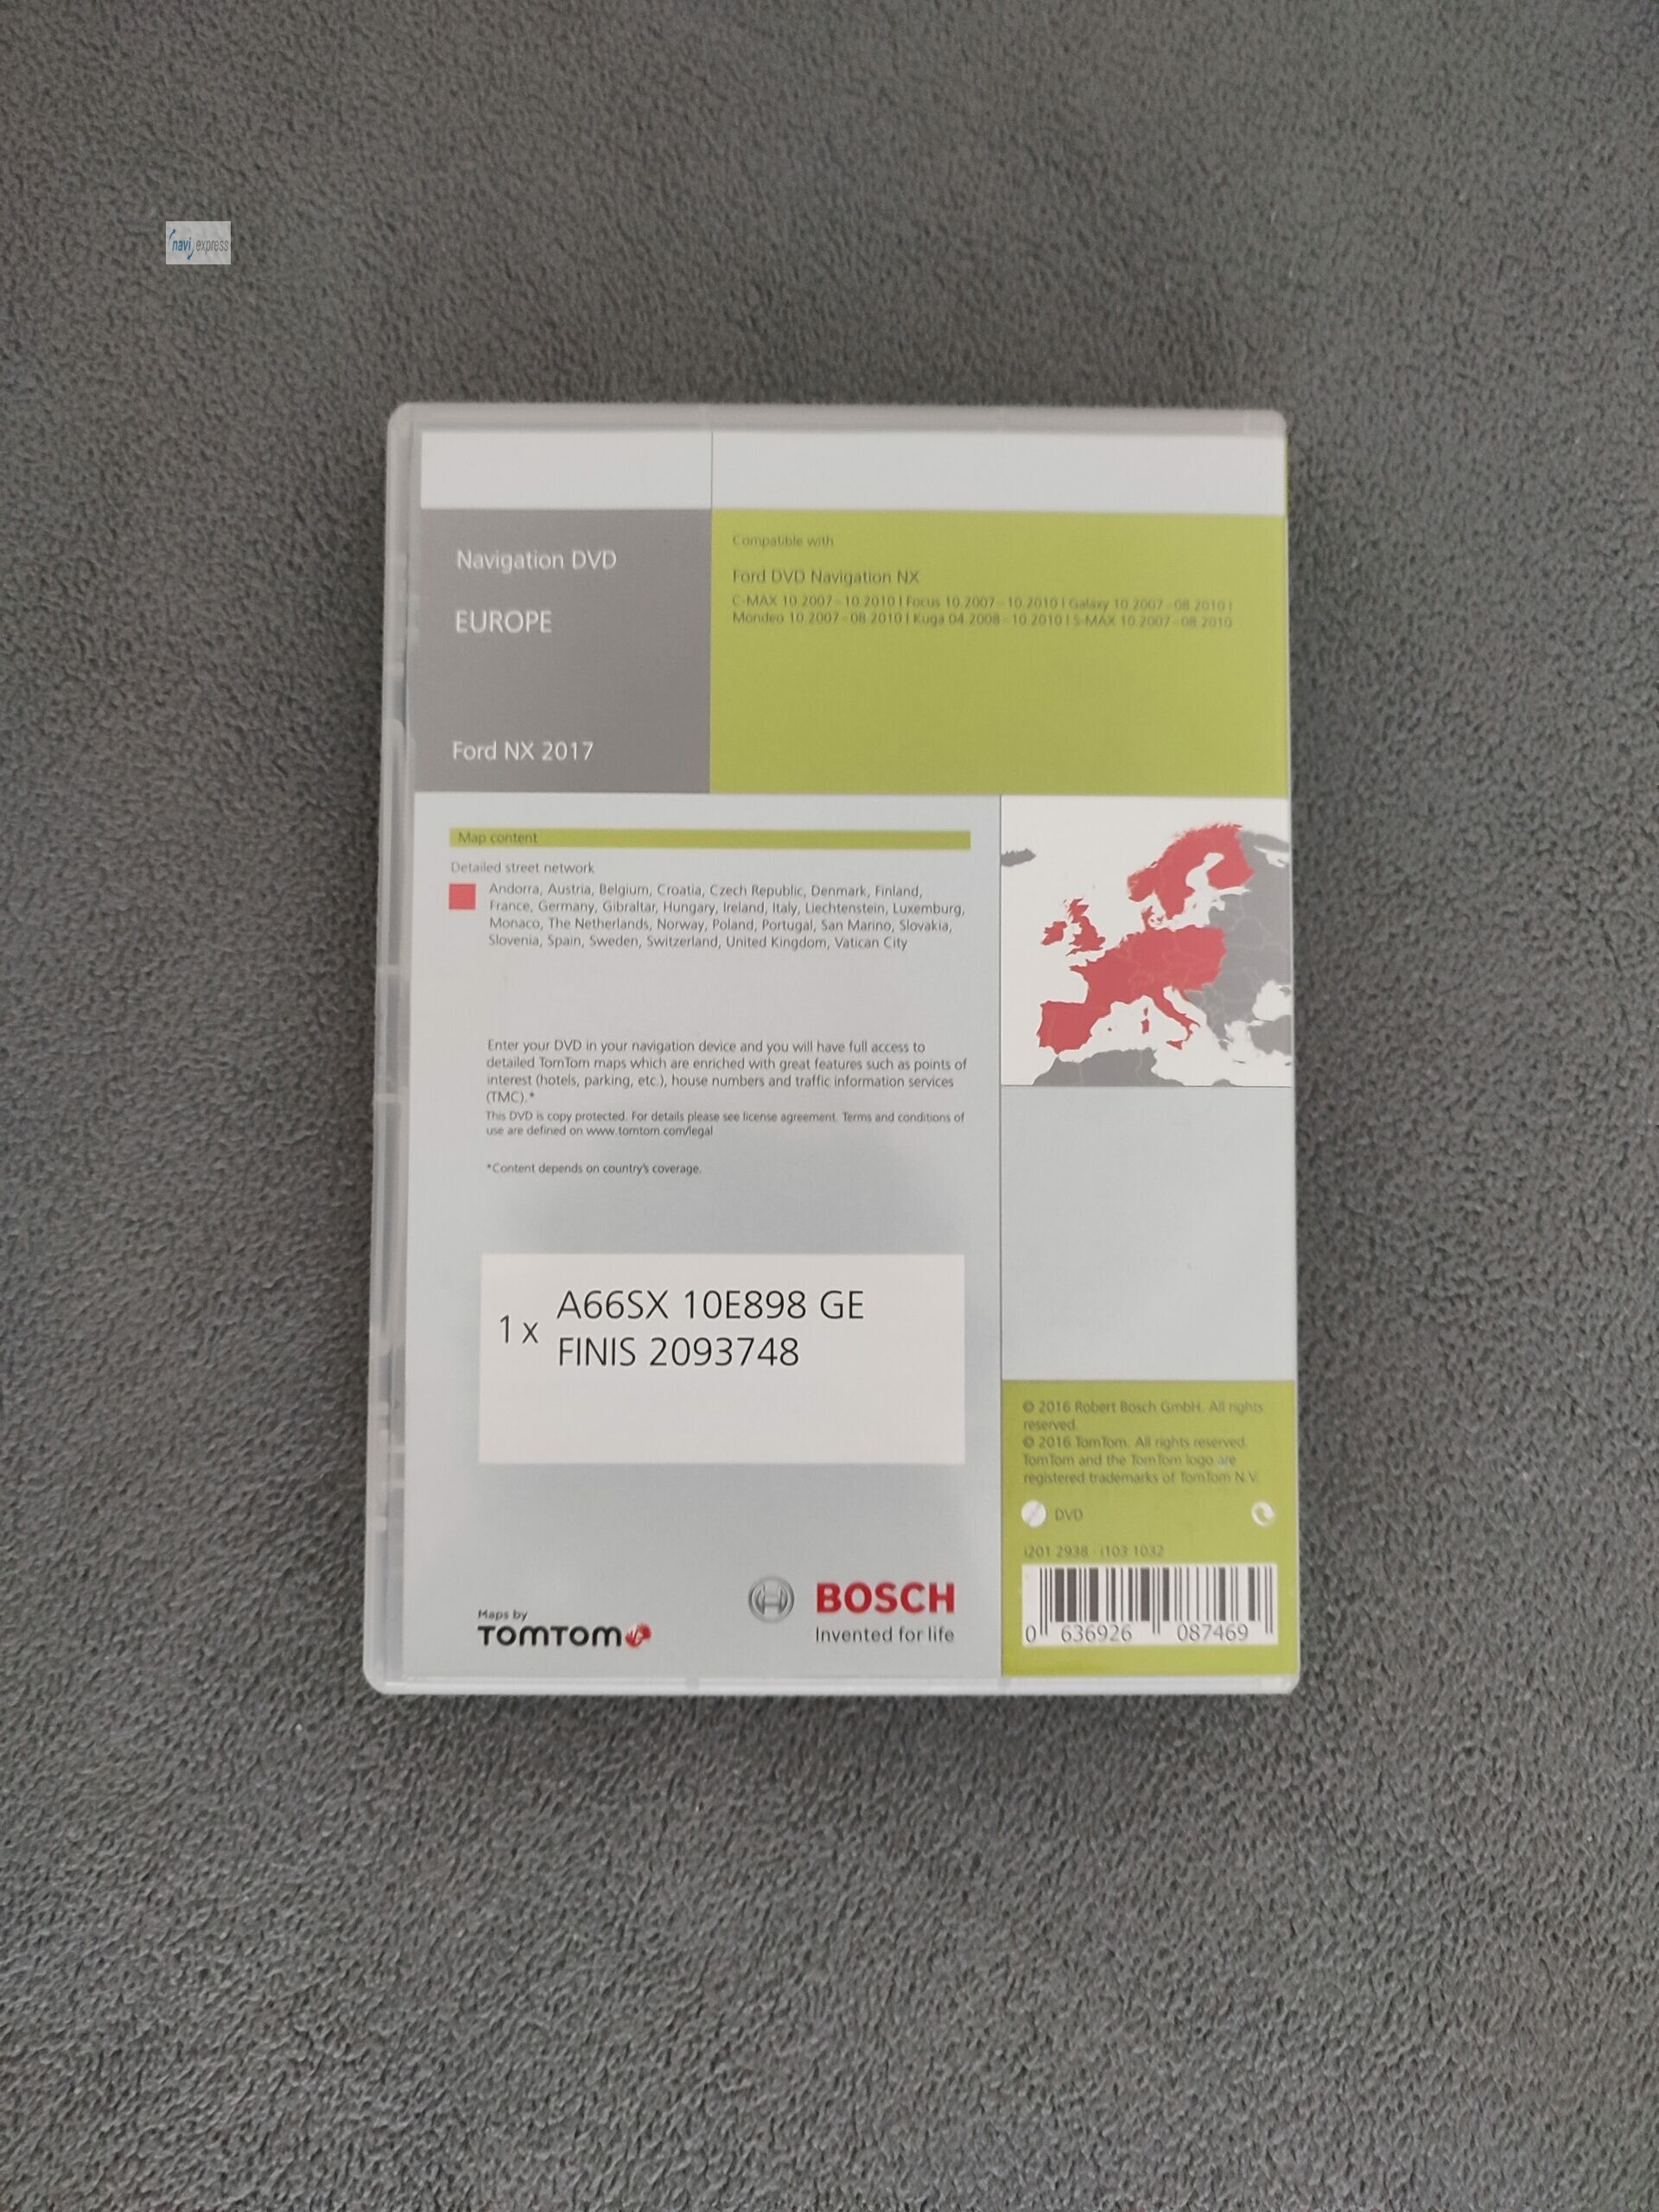 navi express
Navigation DVD
EUROPE
Ford NX 2017
Compatible with
Ford DVD Navigation NX
C-MAX 10.2007 - 10.2010 | Focus 10.2007 - 10.2010 | Galaxy 10.2007 - 08.2010 |
Mondeo 10.2007 - 08.2010 | Kuga 04.2008 - 10.2010 | S-MAX 10.2007 - 08.2010
Map content
Detailed street network
Andorra, Austria, Belgium, Croatia, Czech Republic, Denmark, Finland,
France, Germany, Gibraltar, Hungary, Ireland, Italy, Liechtenstein, Luxemburg,
Monaco, The Netherlands, Norway, Poland, Portugal, San Marino, Slovakia,
Slovenia, Spain, Sweden, Switzerland, United Kingdom, Vatican City
Enter your DVD in your navigation device and you will have full access to
detailed TomTom maps which are enriched with great features such as points of
interest (hotels, parking, etc.), house numbers and traffic information services
(TMC).*
This DVD is copy protected. For details please see license agreement. Terms and conditions of
use are defined on www.tomtom.com/legal
*Content depends on country's coverage.
1 x
A66SX 10E898 GE
FINIS 2093748
Maps by
TOMTOM
BOSCH
Invented for life
© 2016 Robert Bosch GmbH. All rights
reserved.
© 2016 TomTom. All rights reserved.
TomTom and the TomTom logo are
registered trademarks of TomTom N.V.
DVD
i201 2938 - i103 1032
0 636926 087469